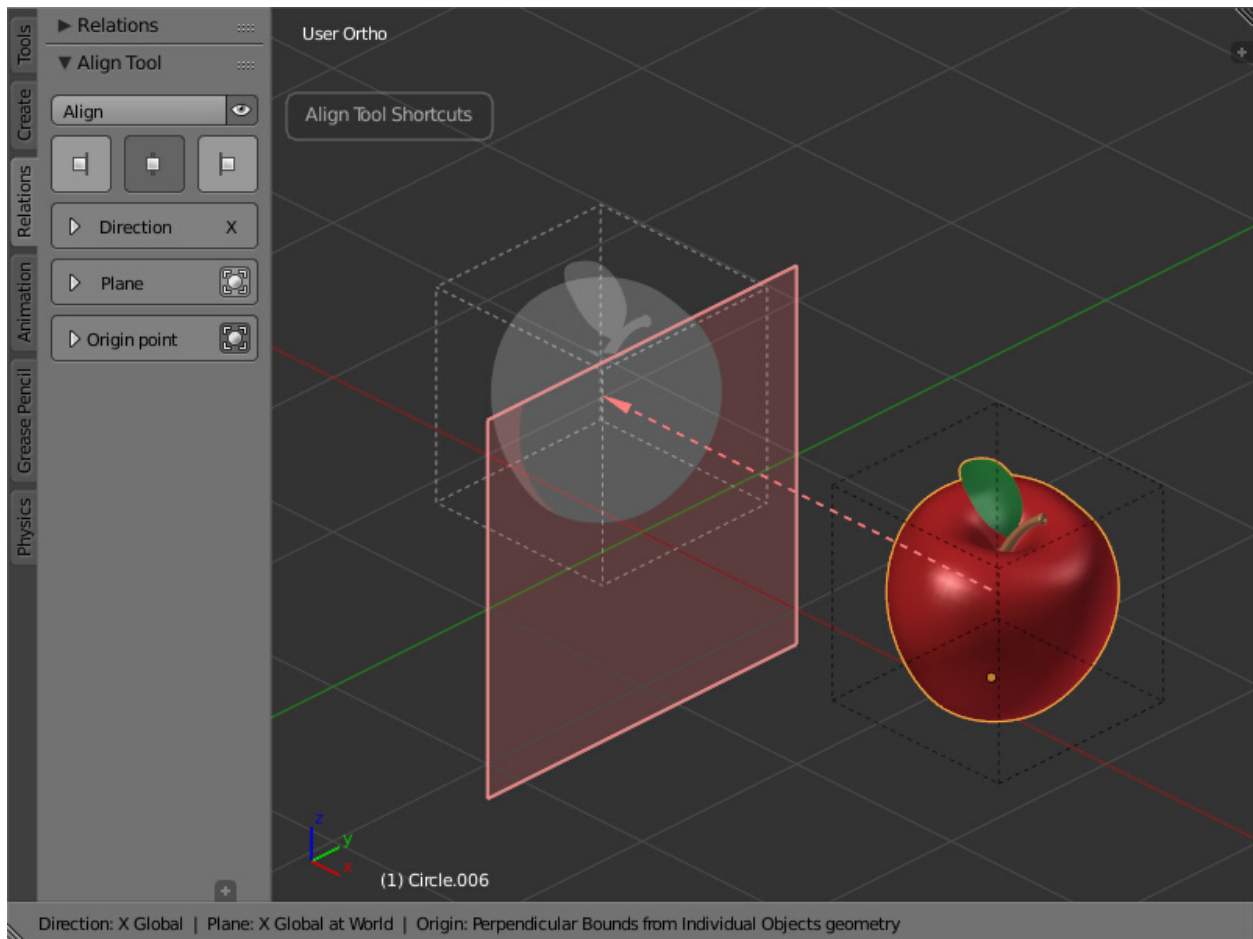 Tools
Create
Relations
Animation
Grease Pencil
Physics
Relations
Align Tool
Align
Direction X
Plane
Origin point
User Ortho
Align Tool Shortcuts
z
y
x
(1) Circle.006
Direction: X Global | Plane: X Global at World | Origin: Perpendicular Bounds from Individual Objects geometry